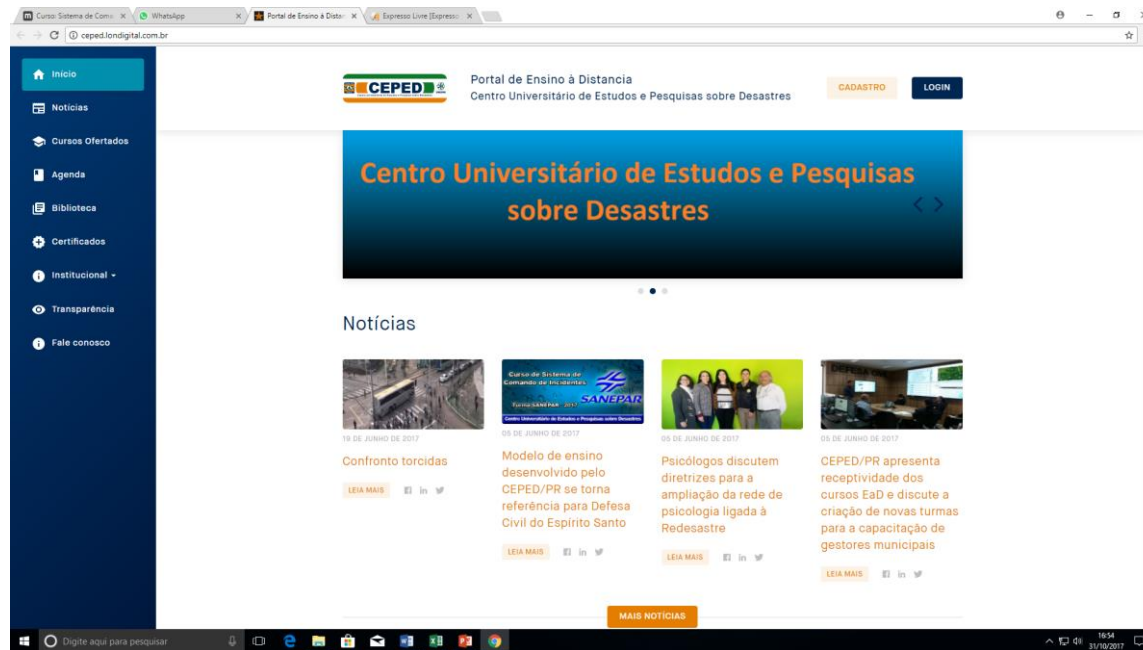 Curso: Sistema de Com
WhatsApp
Portal de Ensino à Distan
Expresso Livre [Expresso
ceped.londigital.com.br
Início
Notícias
Cursos Ofertados
Agenda
Biblioteca
Certificados
Institucional
Transparência
Fale conosco
CEPED
Portal de Ensino à Distancia
Centro Universitário de Estudos e Pesquisas sobre Desastres
CADASTRO
LOGIN
Centro Universitário de Estudos e Pesquisas
sobre Desastres
Notícias
19 DE JUNHO DE 2017
Confronto torcidas
LEIA MAIS
Curso de Sistema de
Comando de Incidentes
Turma SANEPAR - 2017
SANEPAR
Centro Universitário de Estudos e Pesquisas sobre Desastres
05 DE JUNHO DE 2017
Modelo de ensino
desenvolvido pelo
CEPED/PR se torna
referência para Defesa
Civil do Espírito Santo
LEIA MAIS
05 DE JUNHO DE 2017
Psicólogos discutem
diretrizes para a
ampliação da rede de
psicologia ligada à
Redesastre
LEIA MAIS
DEFESA
05 DE JUNHO DE 2017
CEPED/PR apresenta
receptividade dos
cursos EaD e discute a
criação de novas turmas
para a capacitação de
gestores municipais
LEIA MAIS
MAIS NOTÍCIAS
Digite aqui para pesquisar
16:54
31/10/2017